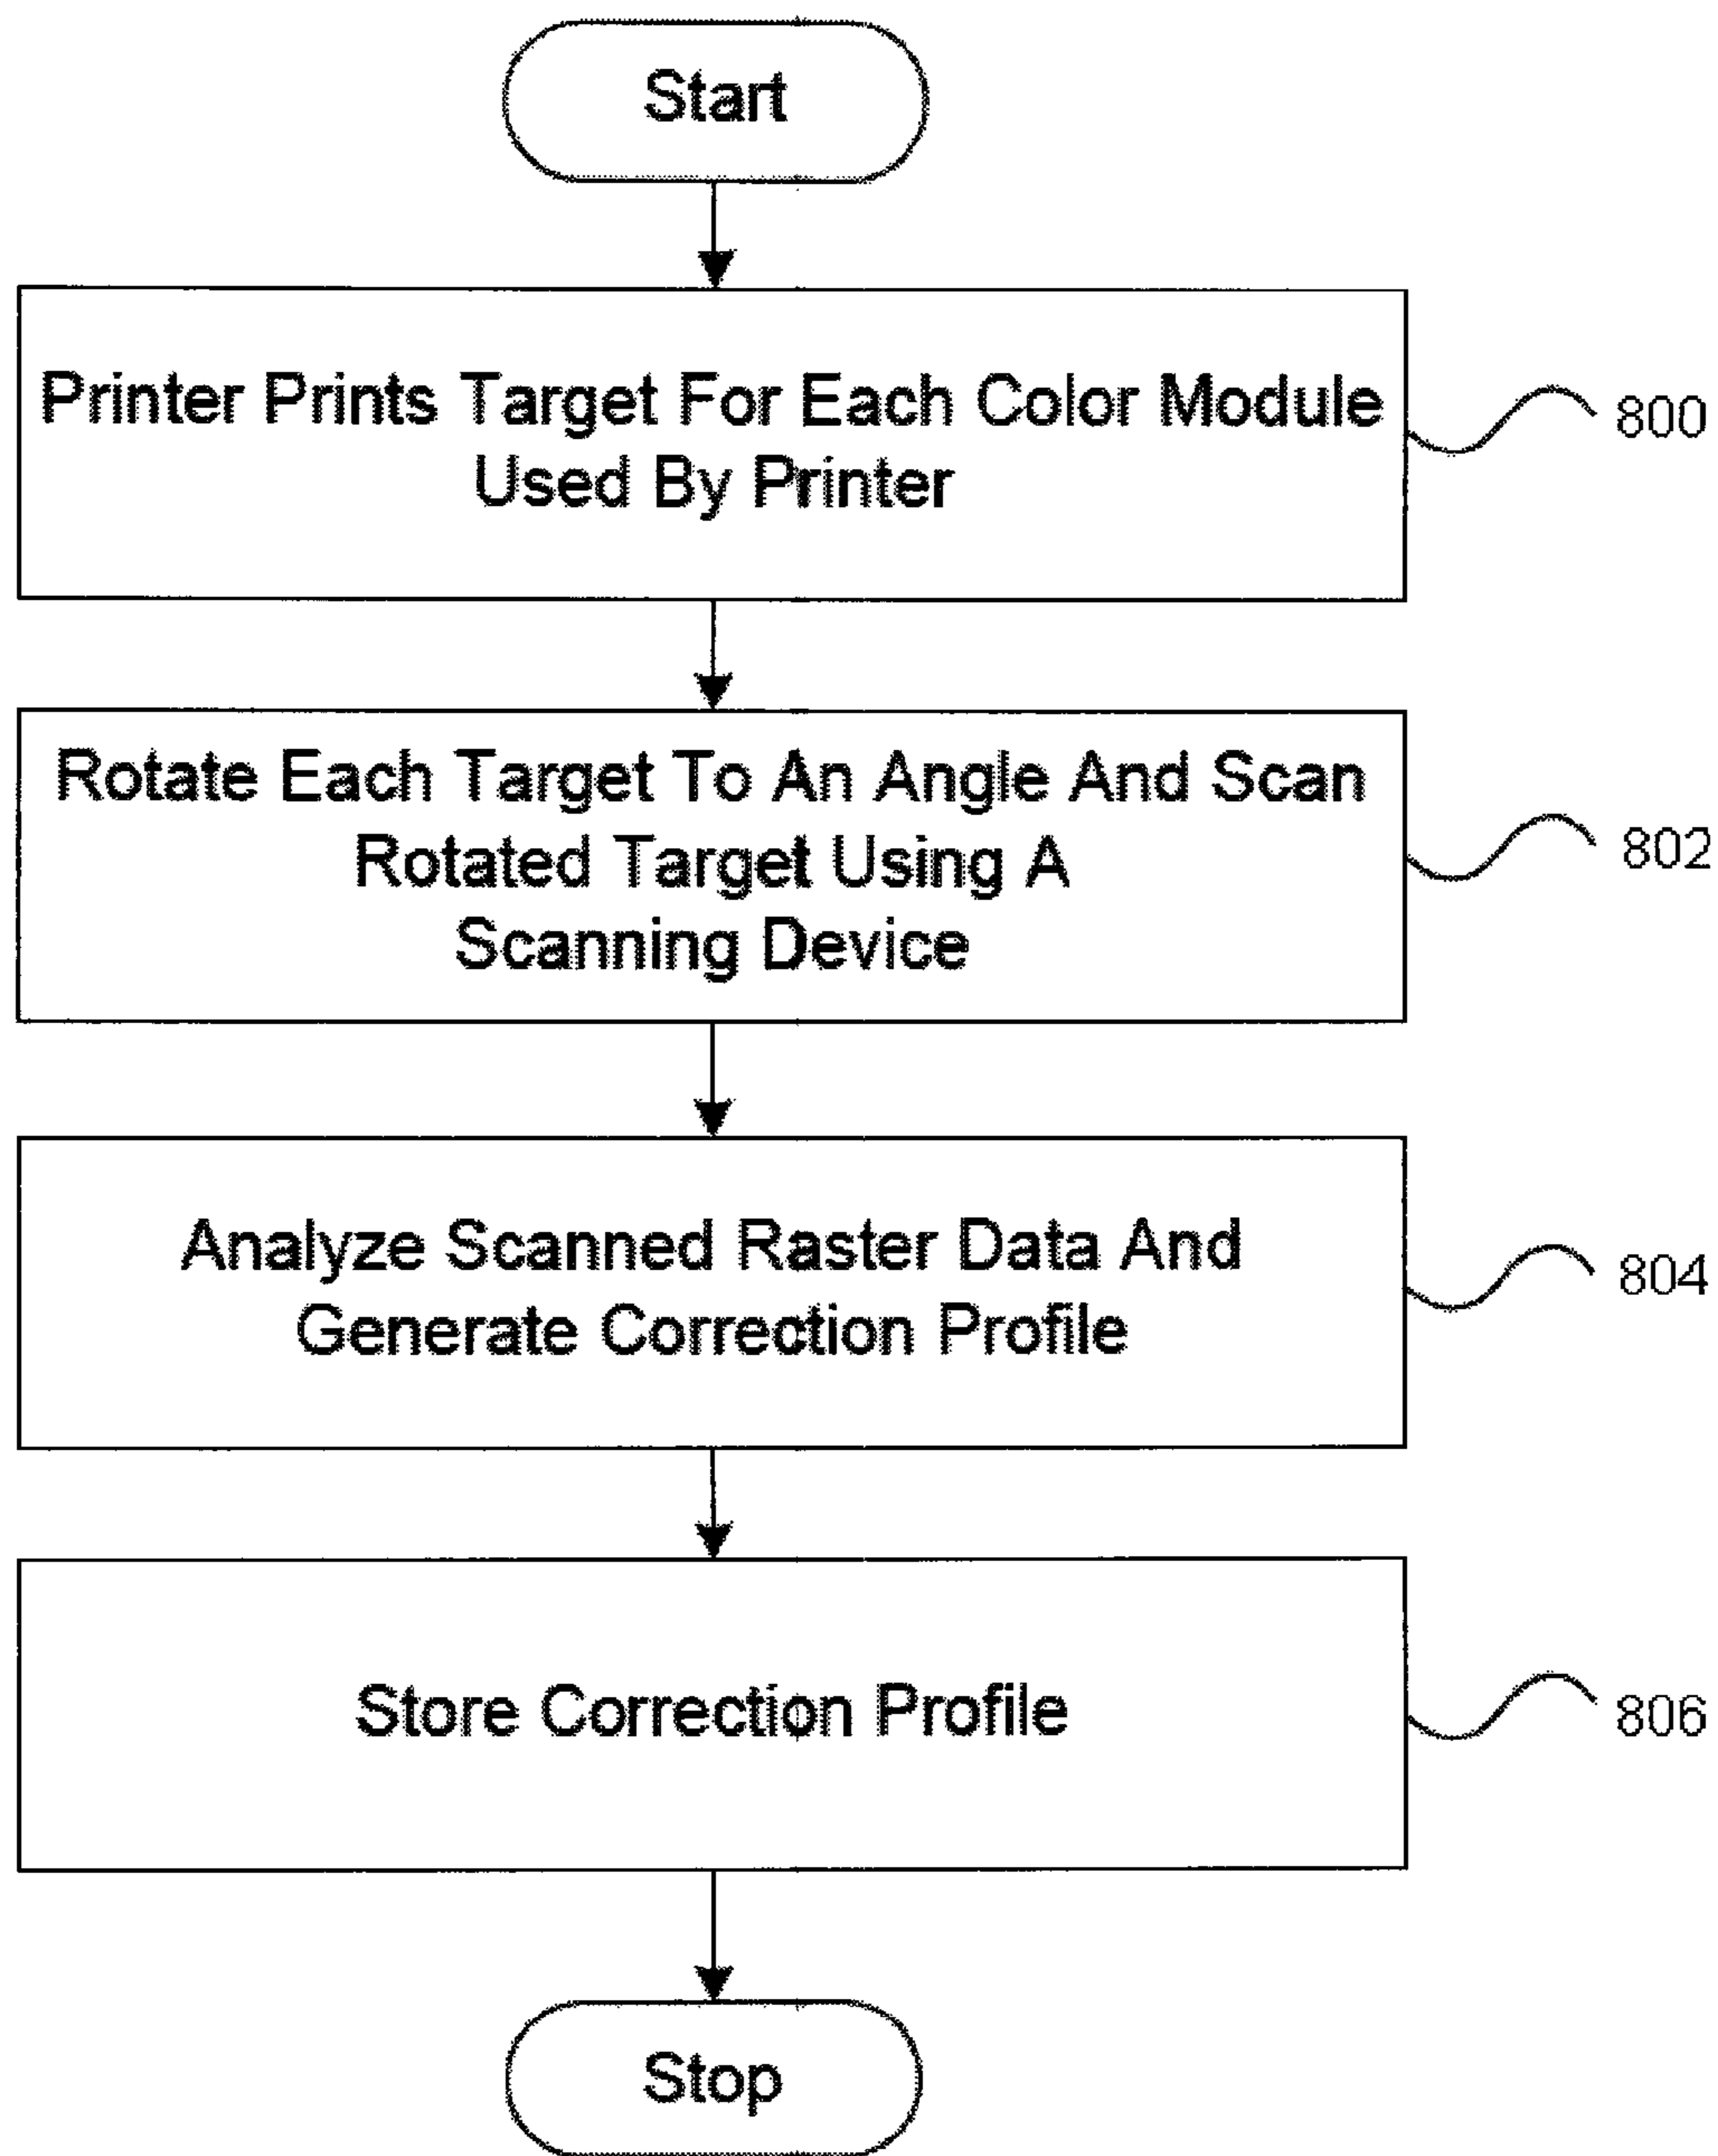 Start
Printer Prints Target For Each Color Module
Used By Printer
800
Rotate Each Target To An Angle And Scan
Rotated Target Using A
Scanning Device
802
Analyze Scanned Raster Data And
Generate Correction Profile
804
Store Correction Profile
806
Stop